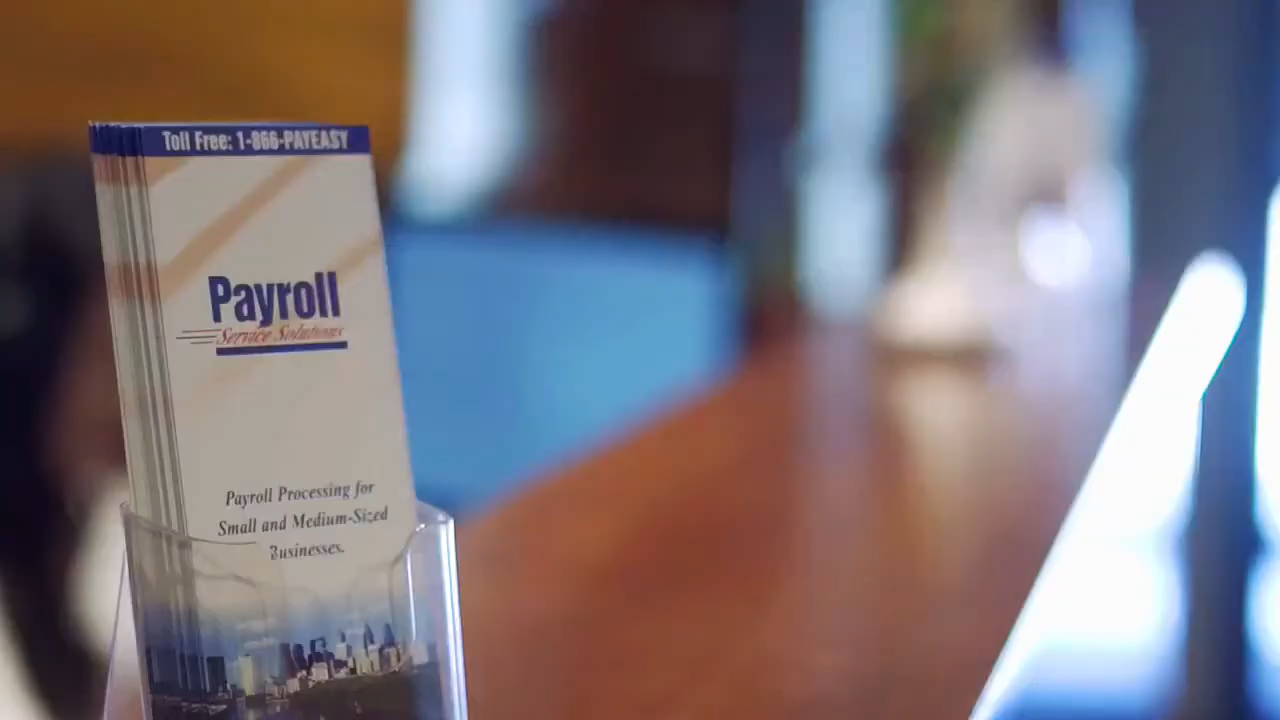 Toll Free: 1-866-PAYEASY
Payroll
Service Solutions
Payroll Processing for
Small and Medium-Sized
Businesses.